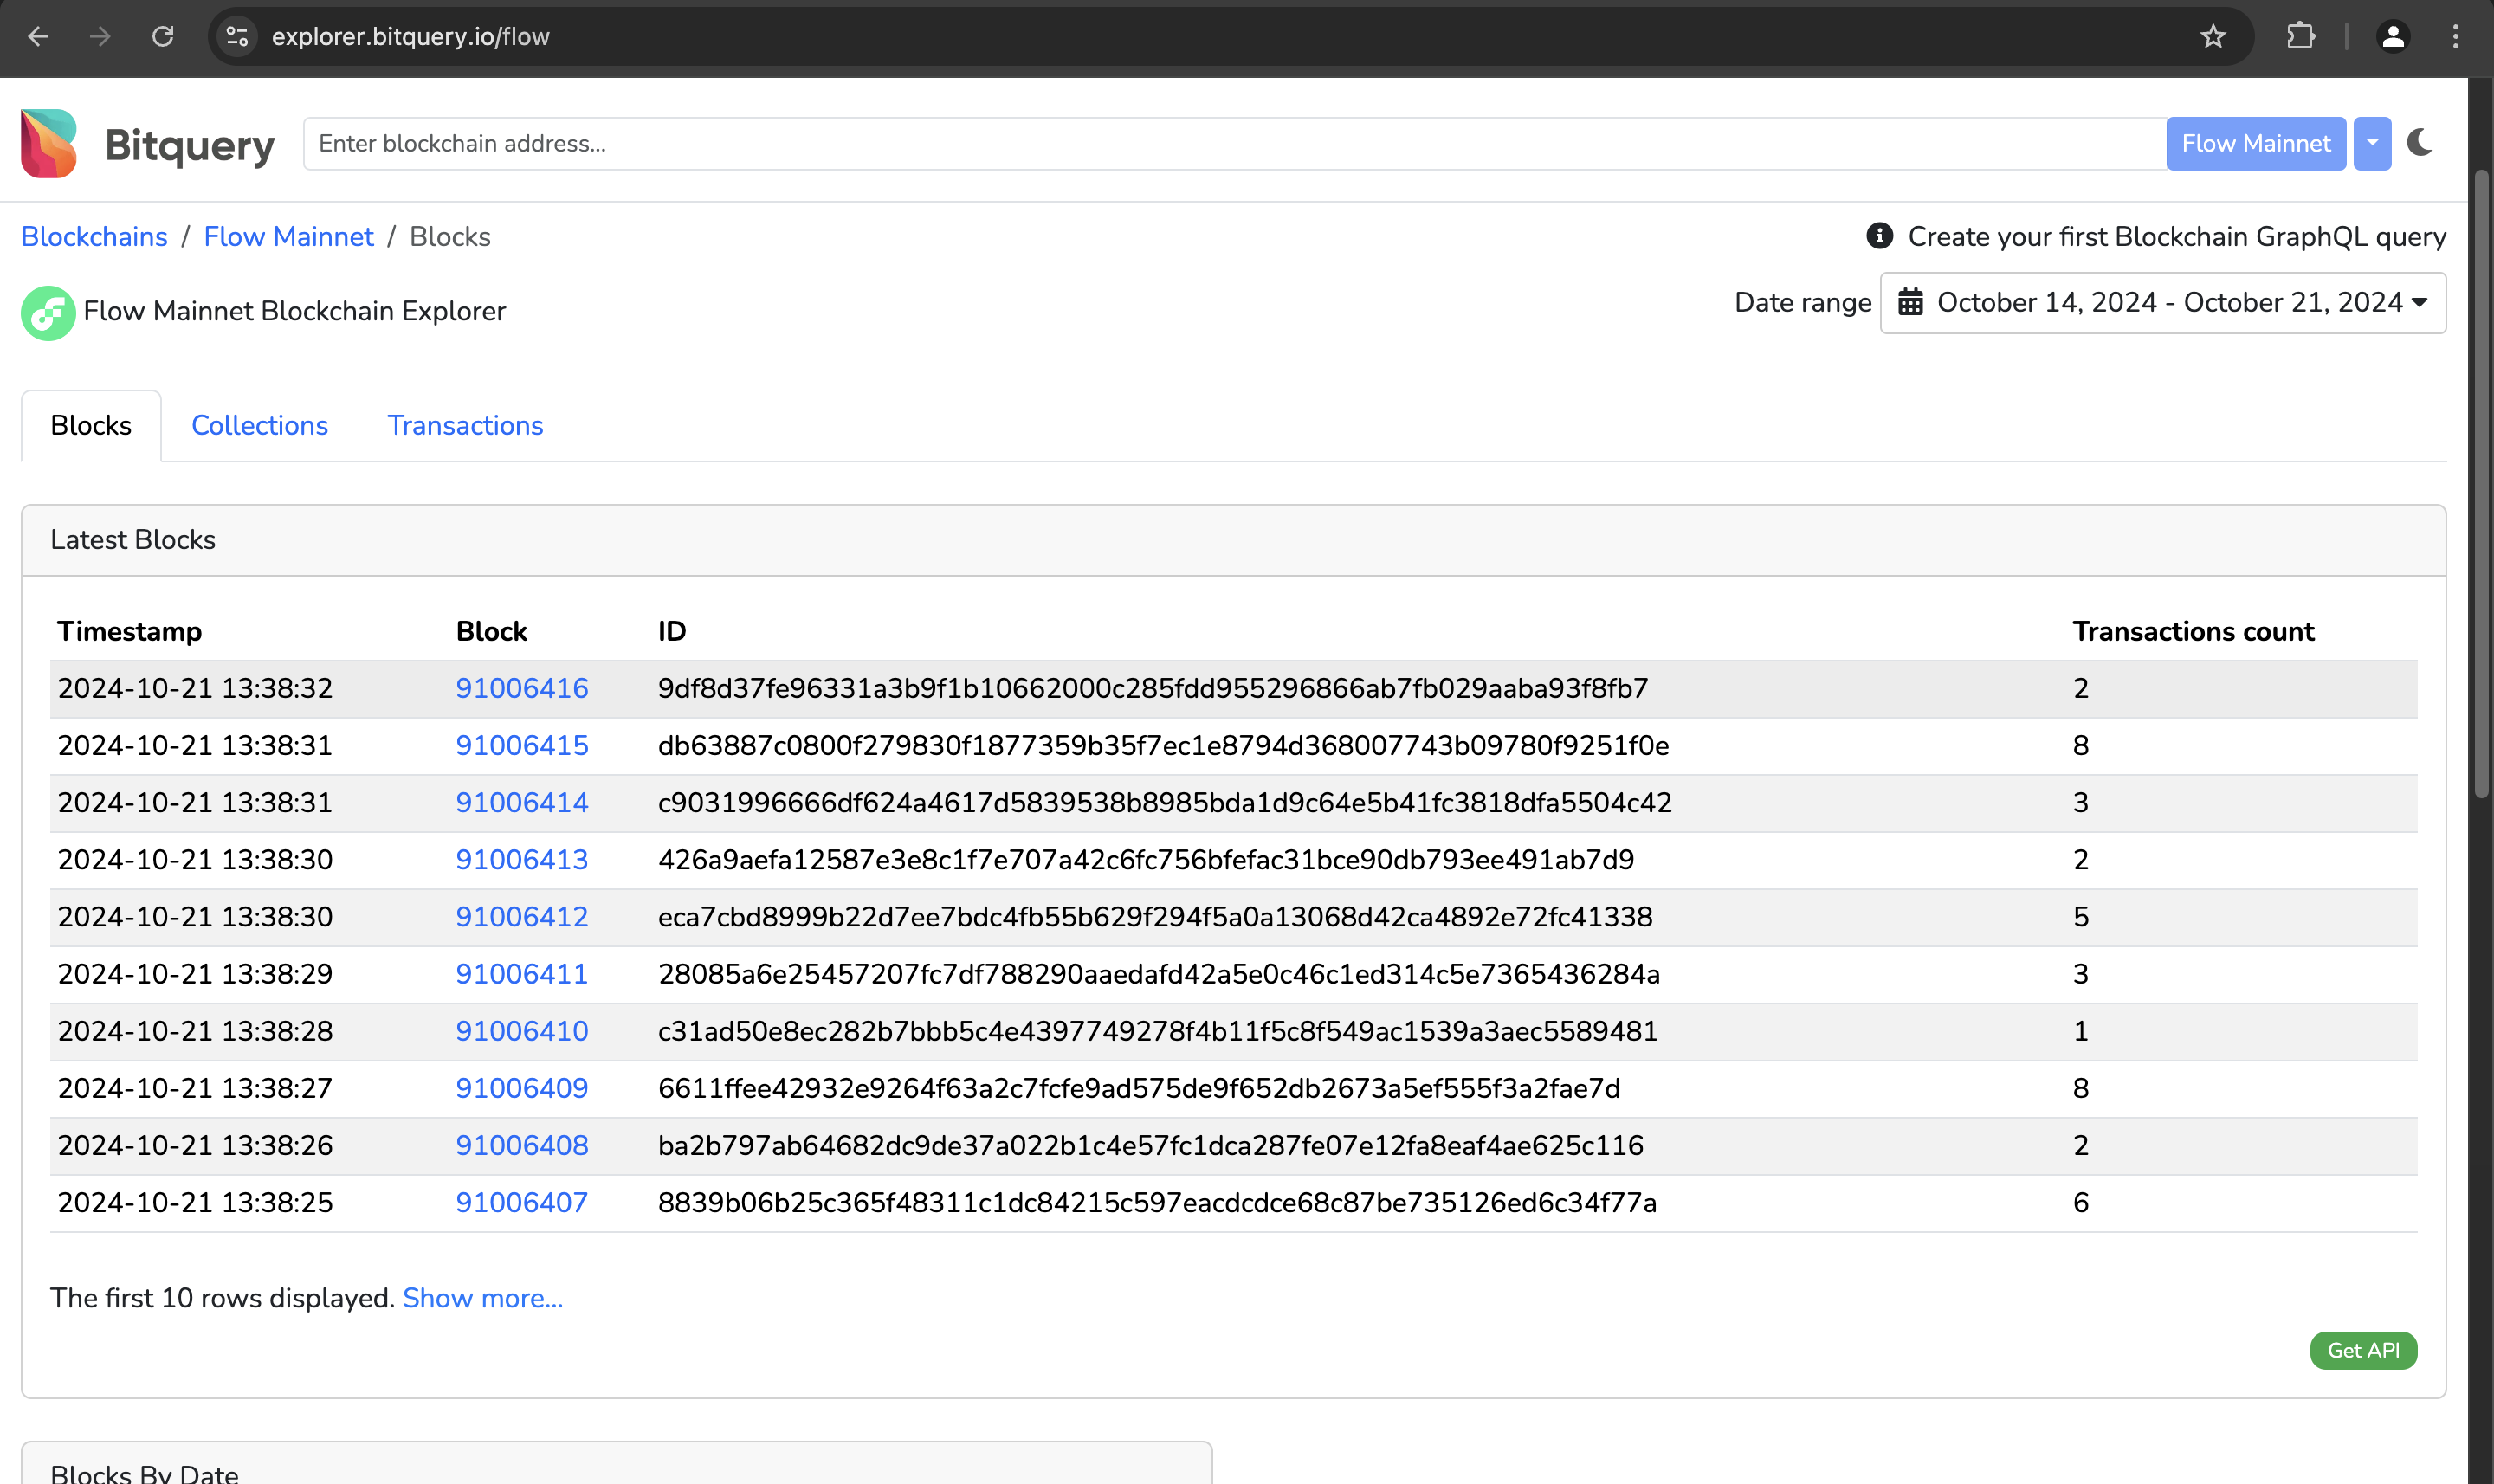 explorer.bitquery.io/flow
Bitquery
Enter blockchain address...
Flow Mainnet
Blockchains / Flow Mainnet / Blocks
Create your first Blockchain GraphQL query
Flow Mainnet Blockchain Explorer
Date range October 14, 2024 - October 21, 2024
Blocks Collections Transactions
Latest Blocks
Timestamp Block ID Transactions count
2024-10-21 13:38:32 91006416 9df8d37fe96331a3b9f1b10662000c285fdd955296866ab7fb029aaba93f8fb7 2
2024-10-21 13:38:31 91006415 db63887c0800f279830f1877359b35f7ec1e8794d368007743b09780f9251f0e 8
2024-10-21 13:38:31 91006414 c9031996666df624a4617d5839538b8985bda1d9c64e5b41fc3818dfa5504c42 3
2024-10-21 13:38:30 91006413 426a9aefa12587e3e8c1f7e707a42c6fc756bfefac31bce90db793ee491ab7d9 2
2024-10-21 13:38:30 91006412 eca7cbd8999b22d7ee7bdc4fb55b629f294f5a0a13068d42ca4892e72fc41338 5
2024-10-21 13:38:29 91006411 28085a6e25457207fc7df788290aaedafd42a5e0c46c1ed314c5e7365436284a 3
2024-10-21 13:38:28 91006410 c31ad50e8ec282b7bbb5c4e4397749278f4b11f5c8f549ac1539a3aec5589481 1
2024-10-21 13:38:27 91006409 6611ffee42932e9264f63a2c7fcfe9ad575de9f652db2673a5ef555f3a2fae7d 8
2024-10-21 13:38:26 91006408 ba2b797ab64682dc9de37a022b1c4e57fc1dca287fe07e12fa8eaf4ae625c116 2
2024-10-21 13:38:25 91006407 8839b06b25c365f48311c1dc84215c597eacdcdce68c87be735126ed6c34f77a 6
The first 10 rows displayed. Show more...
Get API
Blocks By Date